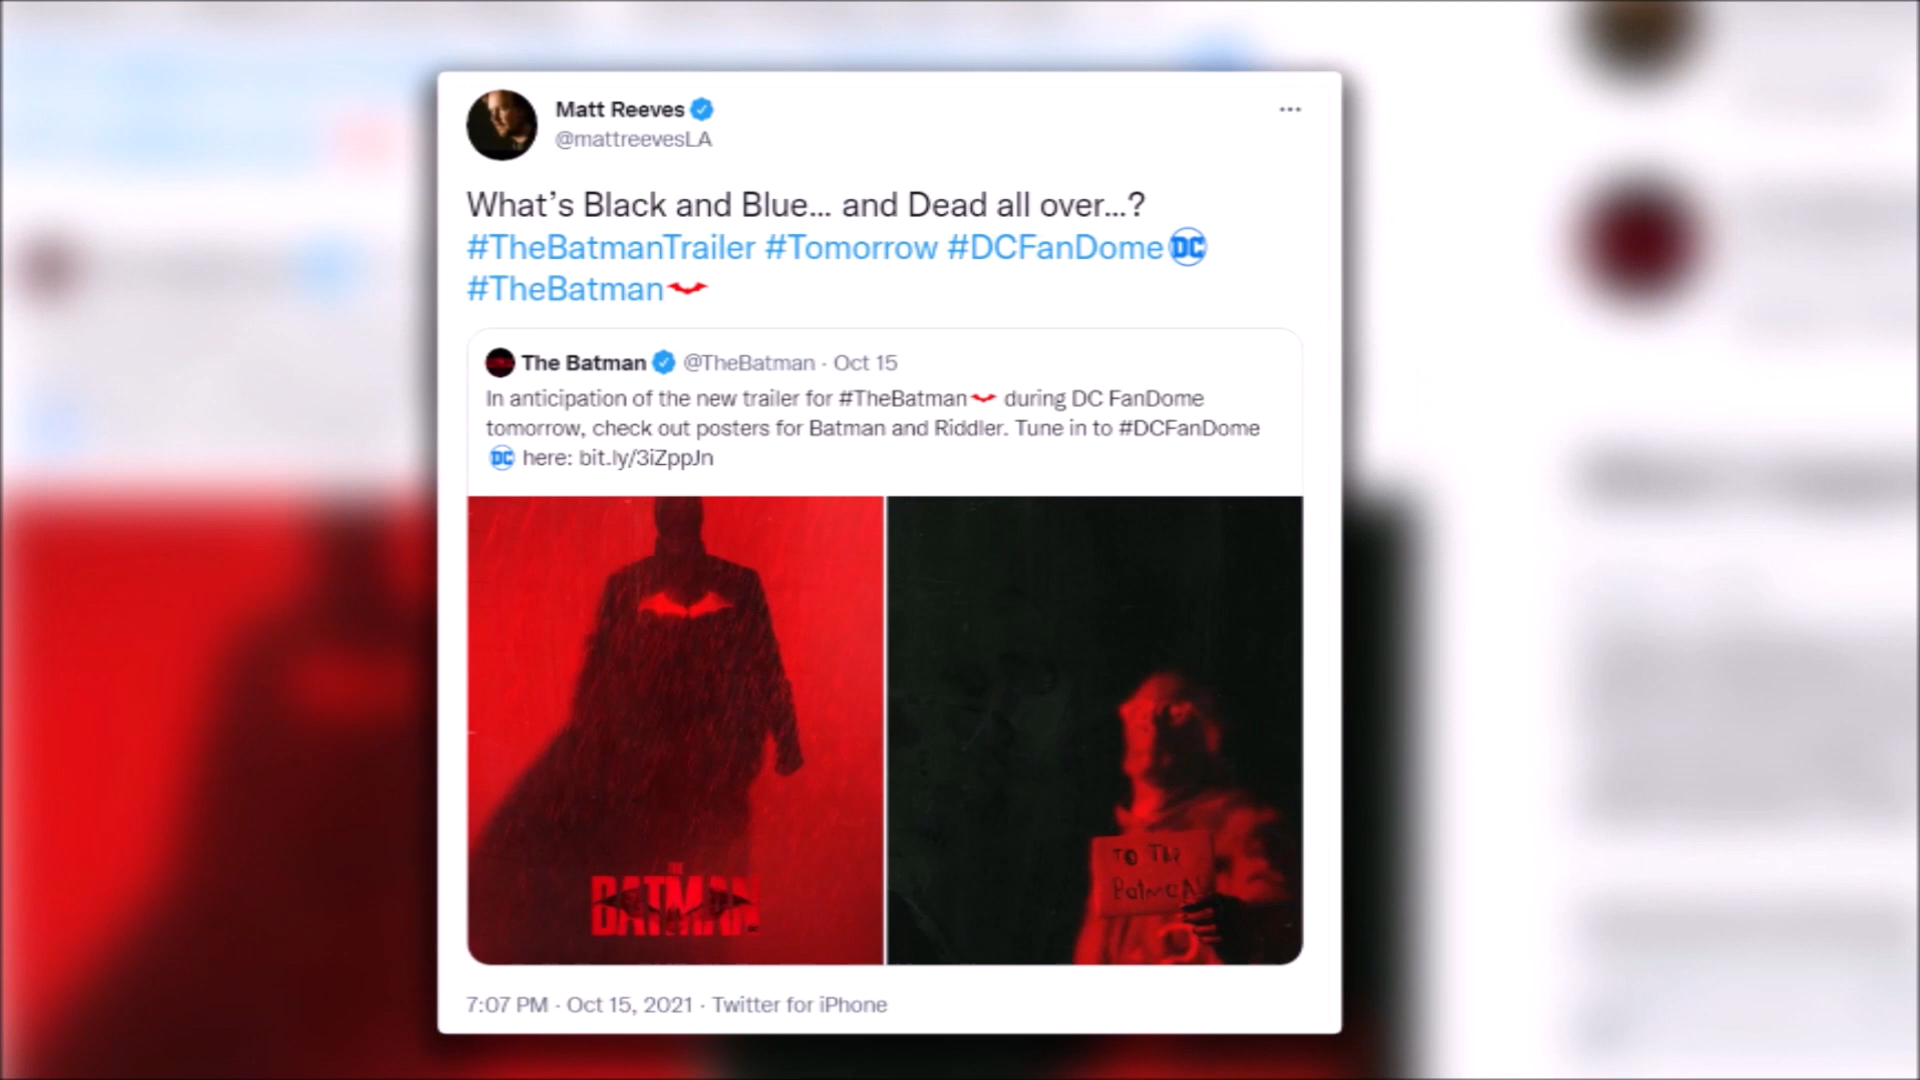 Matt Reeves
@mattreevesLA
What’s Black and Blue... and Dead all over...?
#TheBatmanTrailer #Tomorrow #DCFanDome DC
#TheBatman
The Batman @TheBatman · Oct 15
In anticipation of the new trailer for #TheBatman during DC FanDome
tomorrow, check out posters for Batman and Riddler. Tune in to #DCFanDome
DC here: bit.ly/3iZppJn
THE
BATMAN
TO THe
BatmaN
7:07 PM · Oct 15, 2021 · Twitter for iPhone